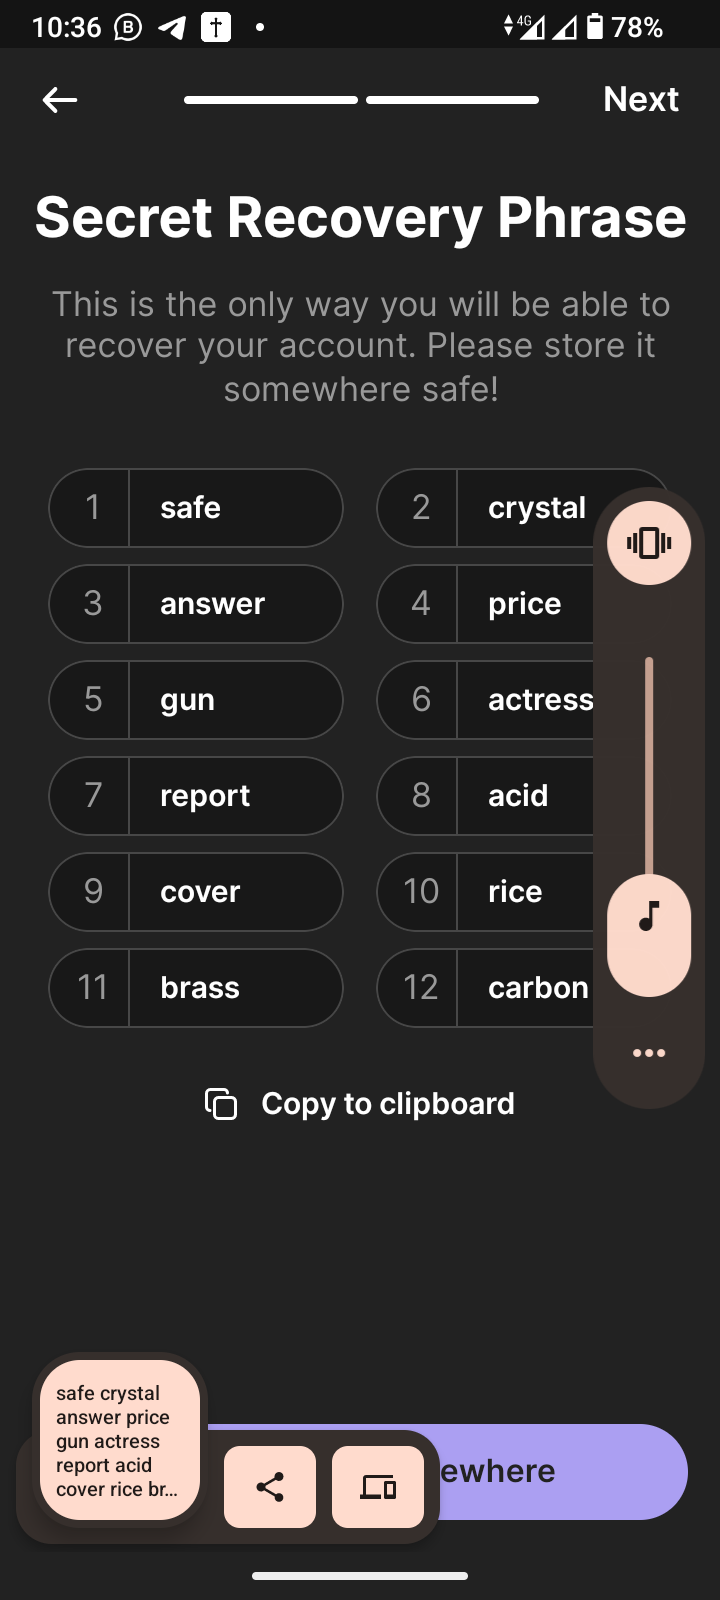 10:36
4G
78%
Next
Secret Recovery Phrase
This is the only way you will be able to
recover your account. Please store it
somewhere safe!
1 safe
2 crystal
3 answer
4 price
5 gun
6 actress
7 report
8 acid
9 cover
10 rice
11 brass
12 carbon
Copy to clipboard
safe crystal
answer price
gun actress
report acid
cover rice br...
ewhere